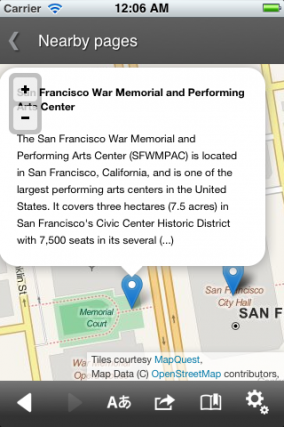 Carrier 12:06 AM
Nearby pages
+
San Francisco War Memorial and Performing
Arts Center
−
The San Francisco War Memorial and
Performing Arts Center (SFWMPAC) is located
in San Francisco, California, and is one of the
largest performing arts centers in the United
States. It covers three hectares (7.5 acres) in
San Francisco's Civic Center Historic District
with 7,500 seats in its several (...)
klin St
San Francisco
City Hall
Memorial
Court
SAN F
War Mem
Tiles courtesy MapQuest,
Map Data (C) OpenStreetMap contributors,
Aあ